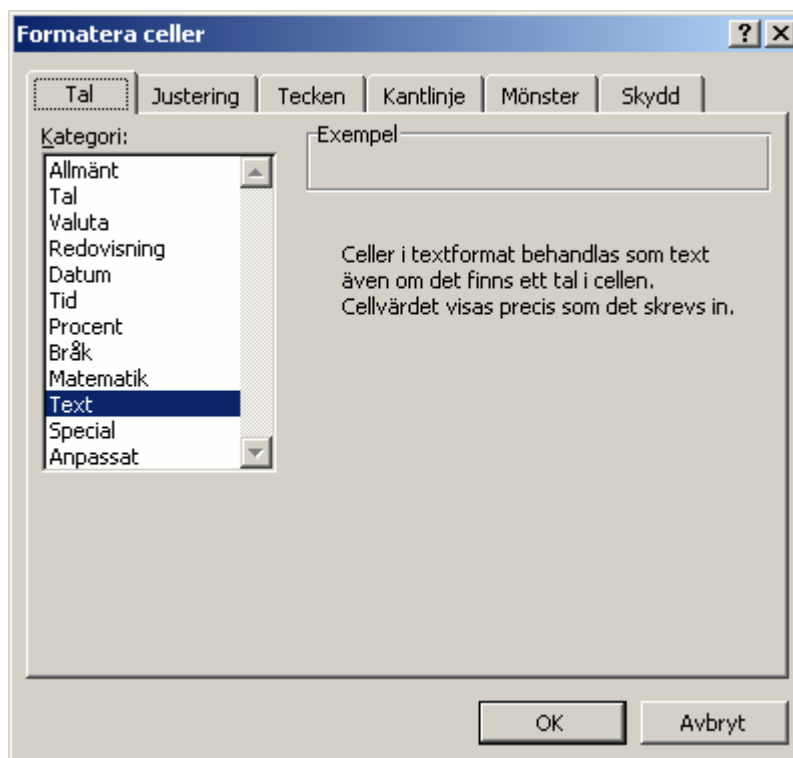 Formatera celler
Tal Justering Tecken Kantlinje Mönster Skydd
Kategori:
Allmänt
Tal
Valuta
Redovisning
Datum
Tid
Procent
Bråk
Matematik
Text
Special
Anpassat
Exempel
Celler i textformat behandlas som text
även om det finns ett tal i cellen.
Cellvärdet visas precis som det skrevs in.
OK Avbryt